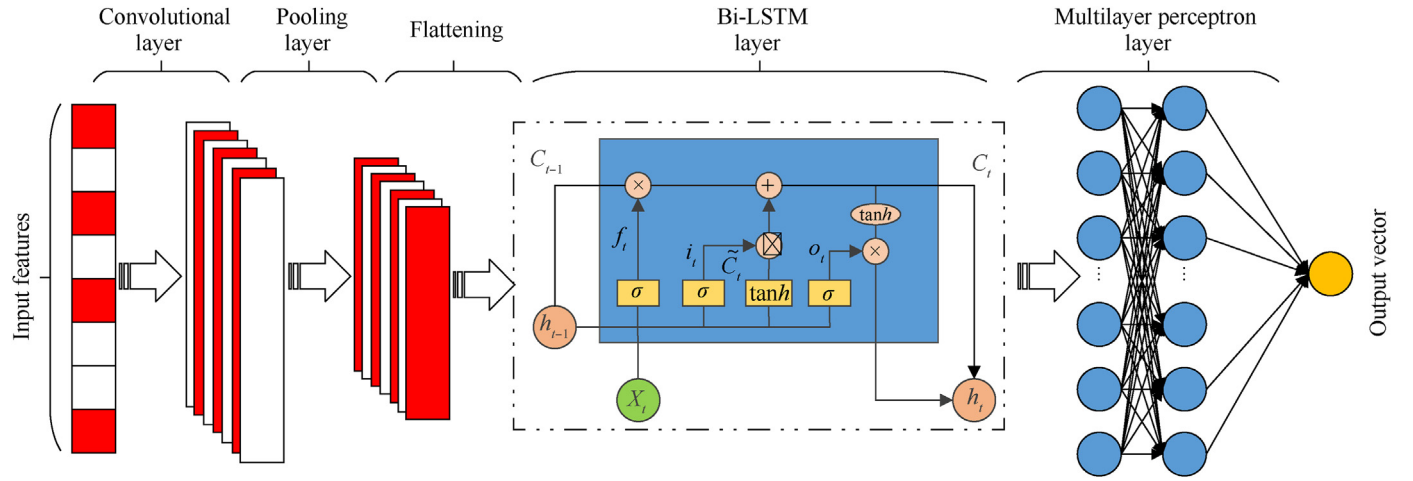 Convolutional
layer
Pooling
layer
Flattening
Bi-LSTM
layer
Multilayer perceptron
layer
Input features
C_{t−1}
C_t
×
+
tanh
f_t
i_t
C̃_t
o_t
×
σ
σ
tanh
σ
h_{t−1}
X_t
h_t
...
...
Output vector